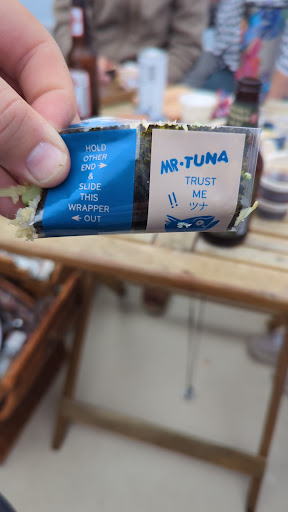 HOLD
OTHER
END →
&
← SLIDE
THIS
WRAPPER
← OUT
MR•TUNA
TRUST
ME
ツナ
!!